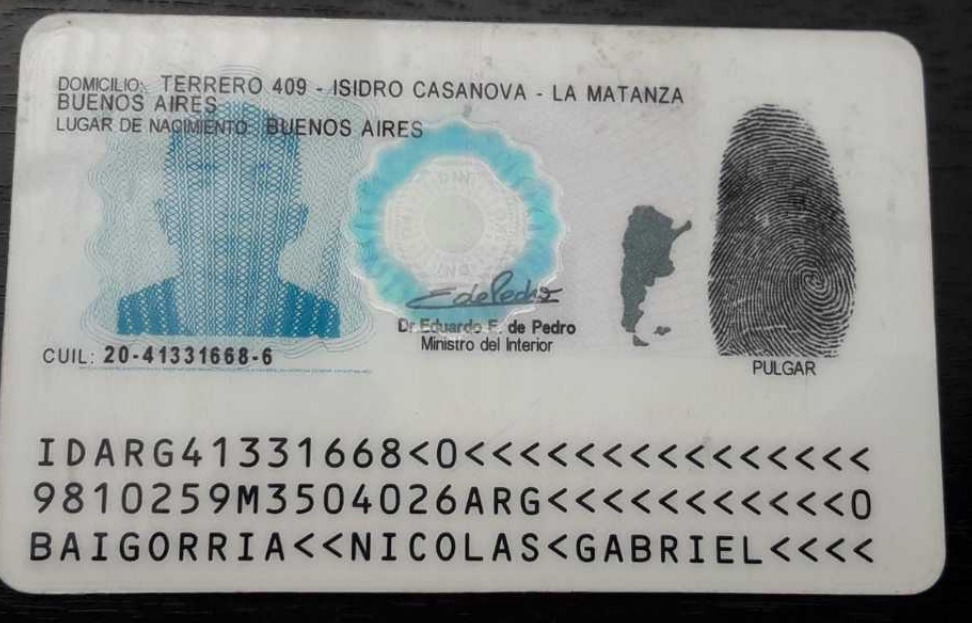 DOMICILIO: TERRERO 409 - ISIDRO CASANOVA - LA MATANZA
BUENOS AIRES
LUGAR DE NACIMIENTO: BUENOS AIRES
Dr. Eduardo E. de Pedro
Ministro del Interior
CUIL: 20-41331668-6
PULGAR
IDARG41331668<0<<<<<<<<<<<<<<<
9810259M3504026ARG<<<<<<<<<<<0
BAIGORRIA<<NICOLAS<GABRIEL<<<<